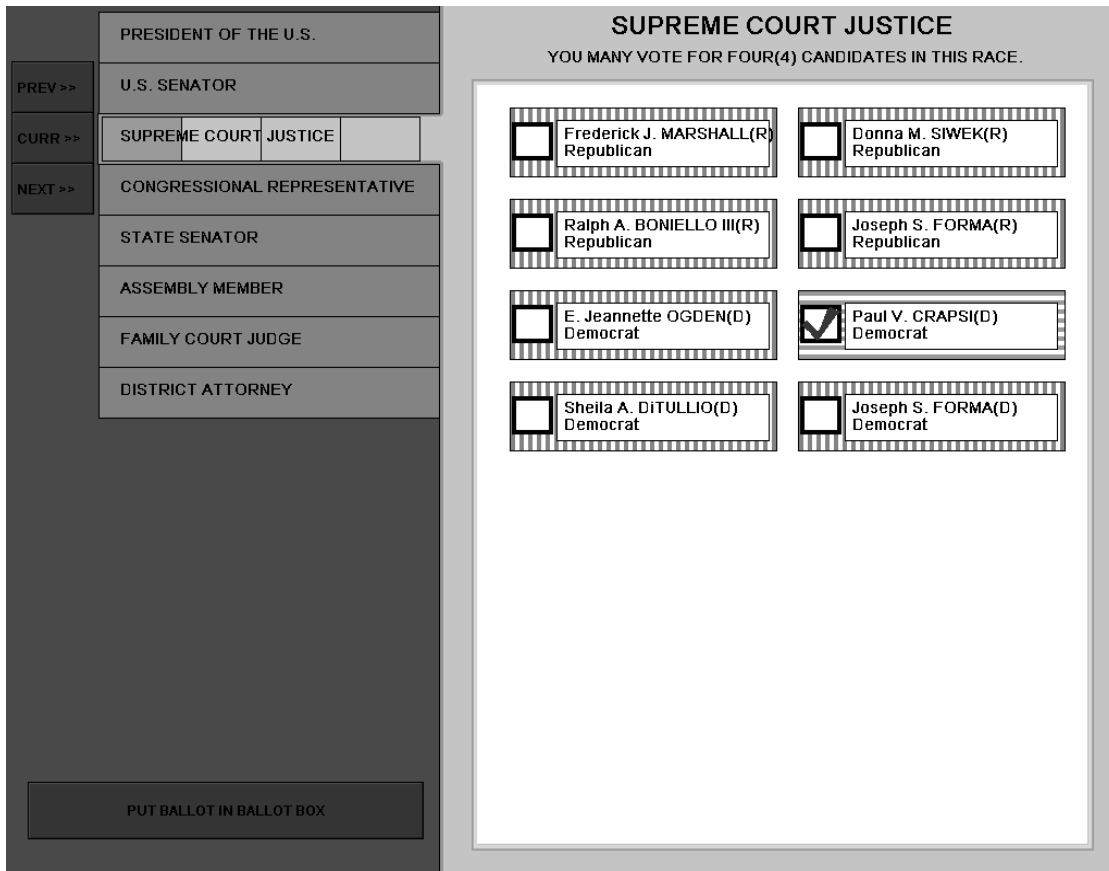 PRESIDENT OF THE U.S.
PREV >>
U.S. SENATOR
CURR >>
SUPREME COURT JUSTICE
NEXT >>
CONGRESSIONAL REPRESENTATIVE
STATE SENATOR
ASSEMBLY MEMBER
FAMILY COURT JUDGE
DISTRICT ATTORNEY
PUT BALLOT IN BALLOT BOX
SUPREME COURT JUSTICE
YOU MANY VOTE FOR FOUR(4) CANDIDATES IN THIS RACE.
Frederick J. MARSHALL(R)
Republican
Donna M. SIWEK(R)
Republican
Ralph A. BONIELLO III(R)
Republican
Joseph S. FORMA(R)
Republican
E. Jeannette OGDEN(D)
Democrat
Paul V. CRAPSI(D)
Democrat
Sheila A. DiTULLIO(D)
Democrat
Joseph S. FORMA(D)
Democrat